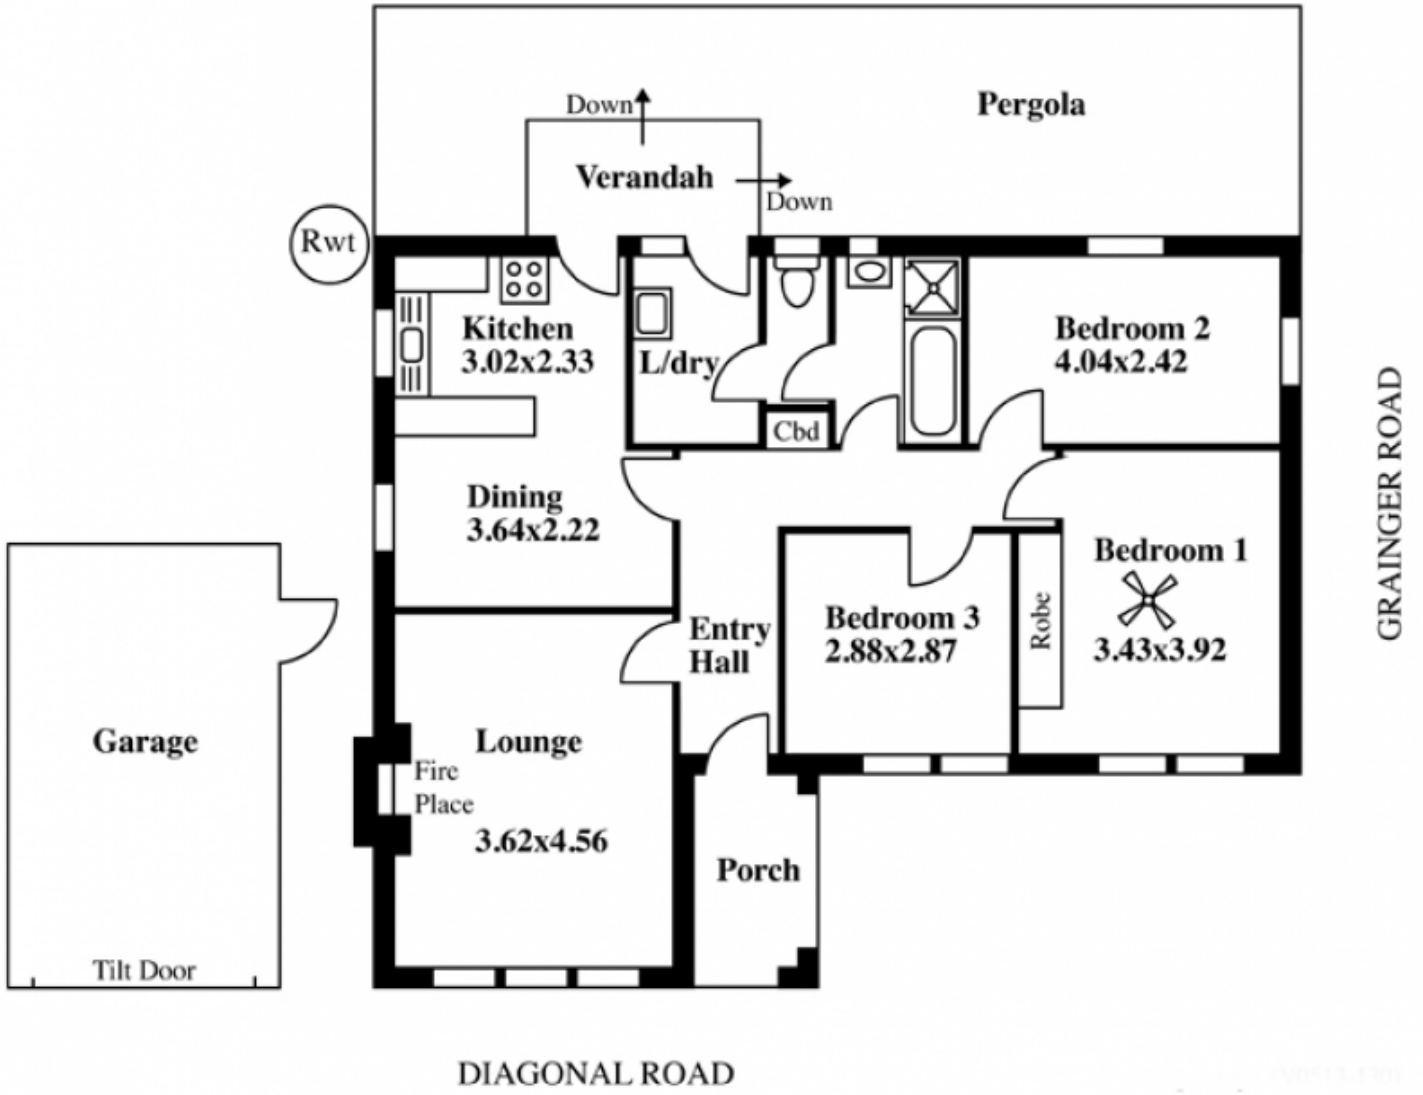 Pergola
Down
Verandah
Down
Rwt
Kitchen
3.02x2.33
L/dry
Cbd
Bedroom 2
4.04x2.42
Dining
3.64x2.22
Bedroom 1
3.43x3.92
Robe
Bedroom 3
2.88x2.87
Entry
Hall
Garage
Tilt Door
Lounge
Fire
Place
3.62x4.56
Porch
GRAINGER ROAD
DIAGONAL ROAD